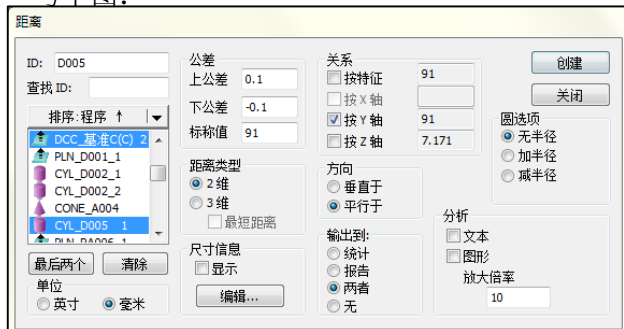 与下图:
距离
ID: D005
查找 ID:
排序:程序 ↑
DCC_基准C(C) 2
PLN_D001_1
CYL_D002_1
CYL_D002_2
CONE_A004
CYL_D005 1
PLN_PA006 1
最后两个 清除
单位
英寸 毫米
公差
上公差 0.1
下公差 -0.1
标称值 91
距离类型
2 维
3 维
最短距离
尺寸信息
显示
编辑...
关系
按特征 91
按 X 轴
按 Y 轴 91
按 Z 轴 7.171
方向
垂直于
平行于
输出到:
统计
报告
两者
无
创建
关闭
圆选项
无半径
加半径
减半径
分析
文本
图形
放大倍率
10